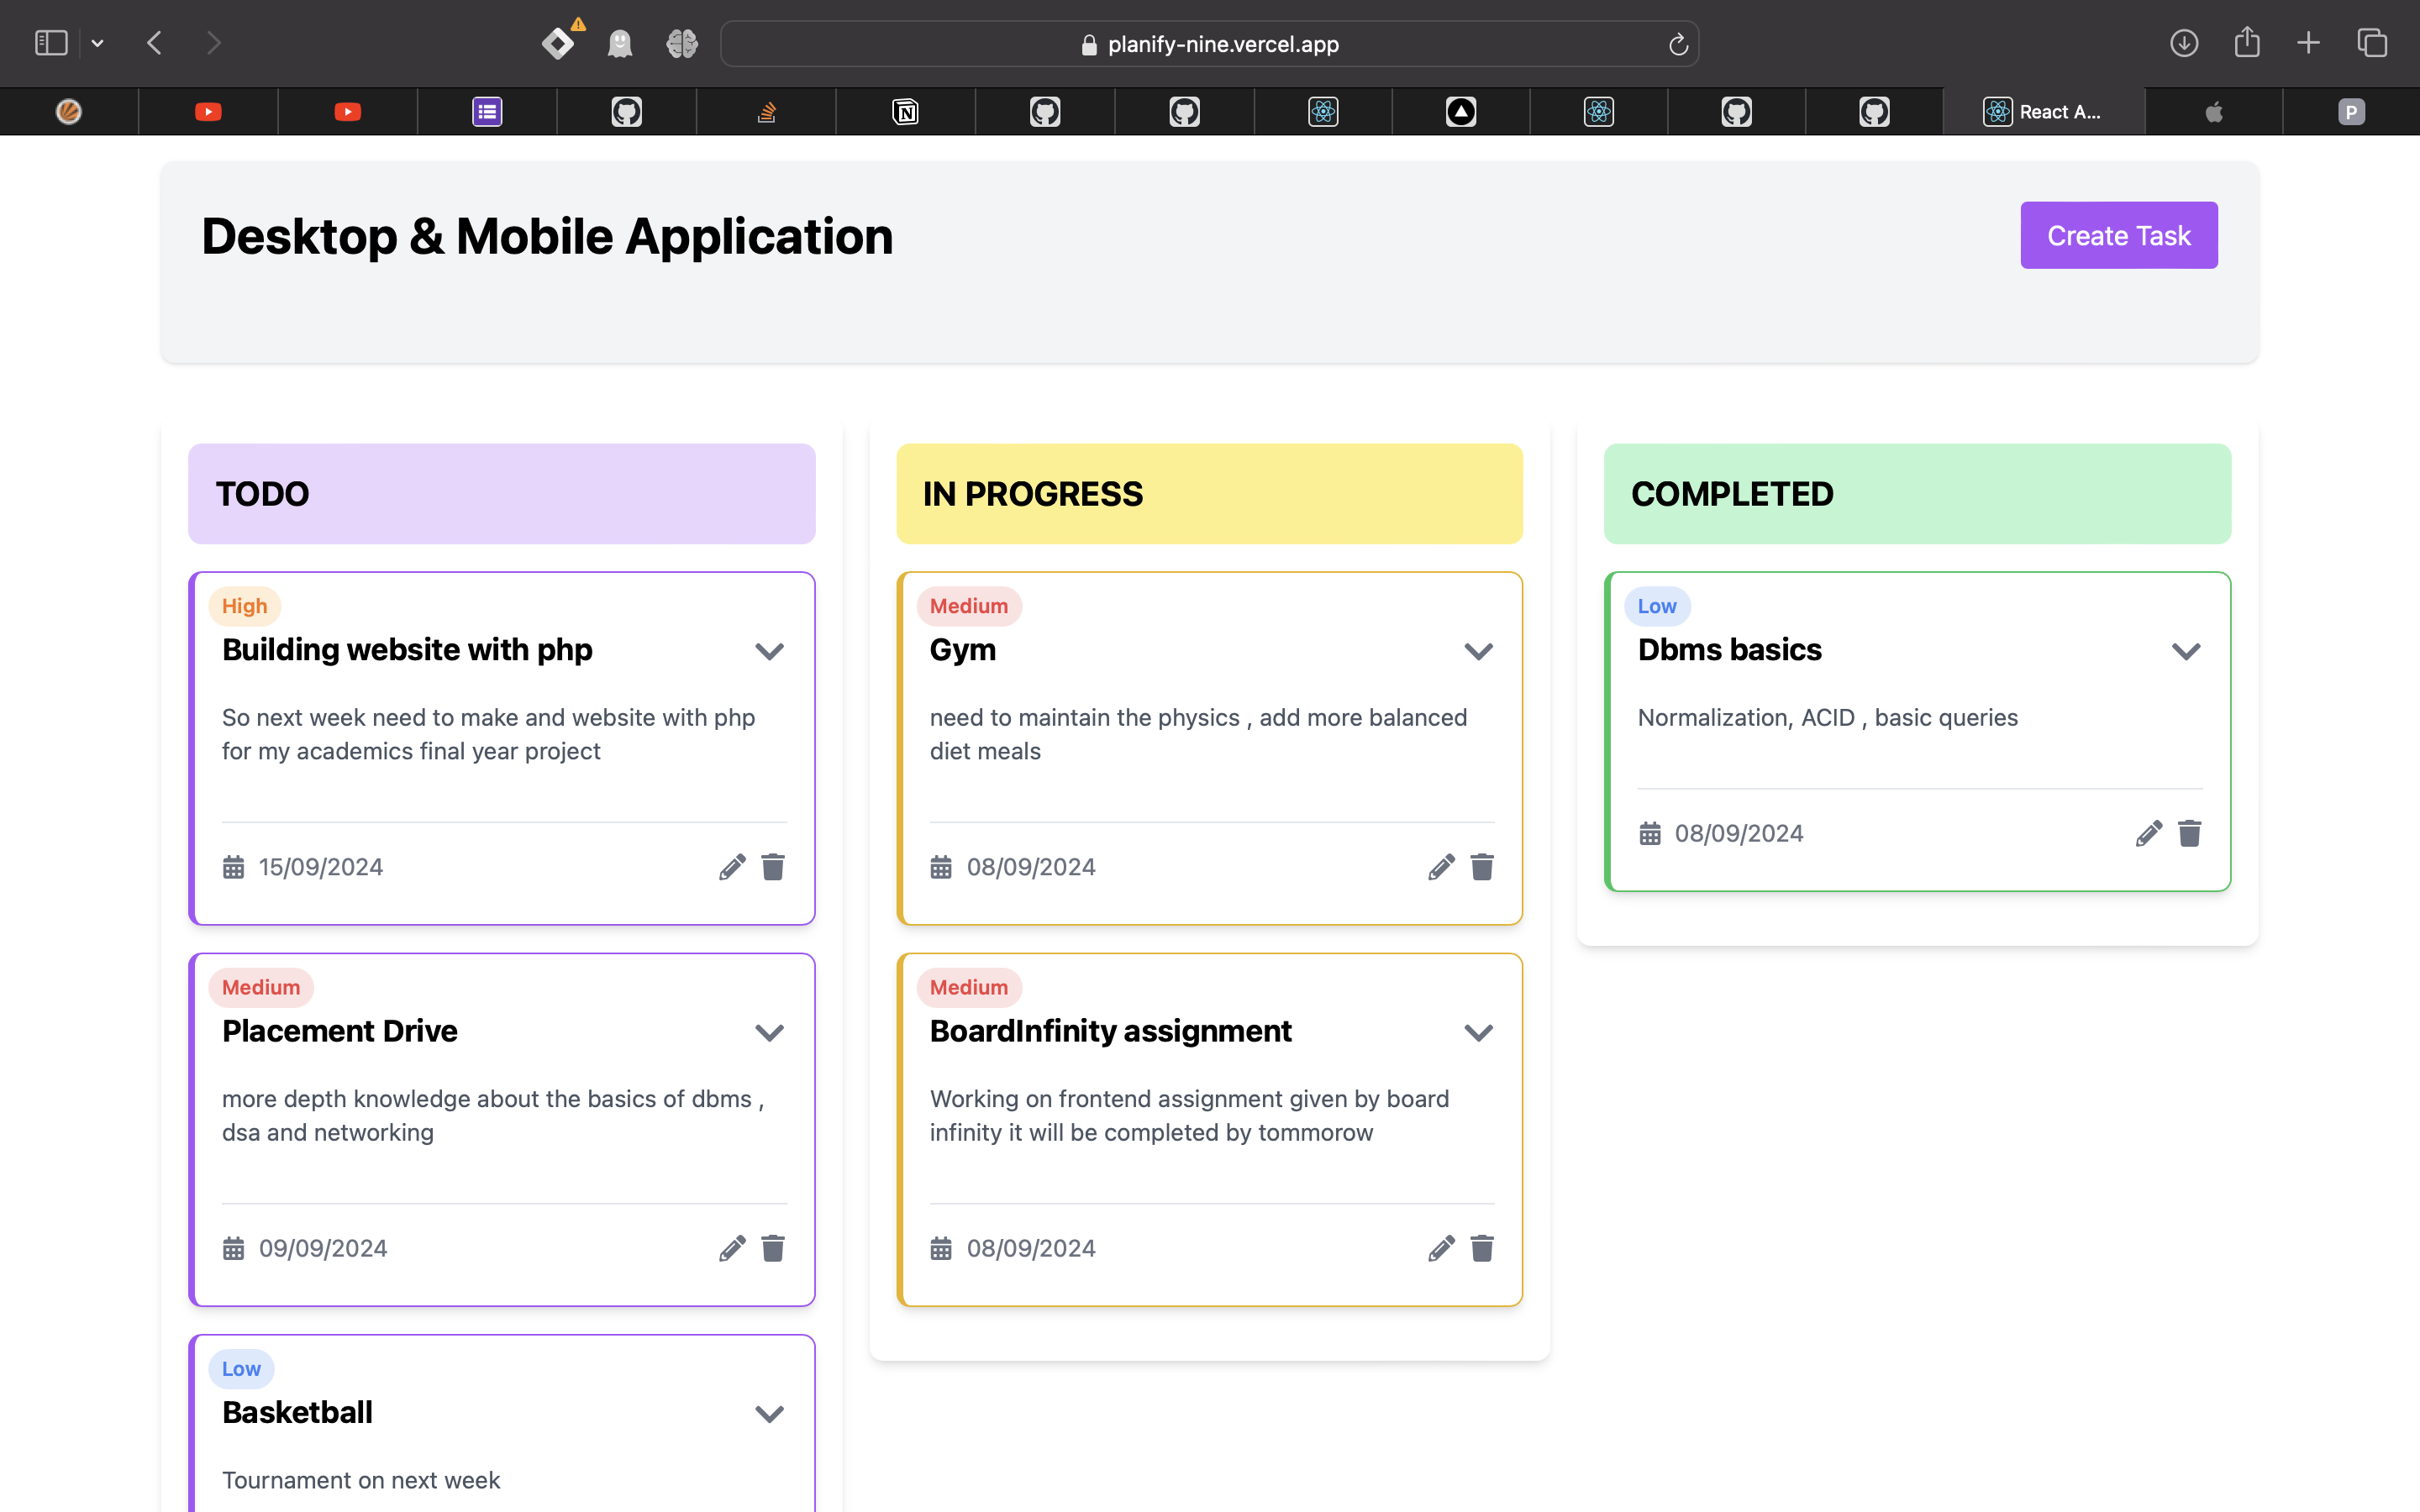 planify-nine.vercel.app
React A...
P
Desktop & Mobile Application
Create Task
TODO
High
Building website with php
So next week need to make and website with php
for my academics final year project
15/09/2024
Medium
Placement Drive
more depth knowledge about the basics of dbms ,
dsa and networking
09/09/2024
Low
Basketball
Tournament on next week
IN PROGRESS
Medium
Gym
need to maintain the physics , add more balanced
diet meals
08/09/2024
Medium
BoardInfinity assignment
Working on frontend assignment given by board
infinity it will be completed by tommorow
08/09/2024
COMPLETED
Low
Dbms basics
Normalization, ACID , basic queries
08/09/2024